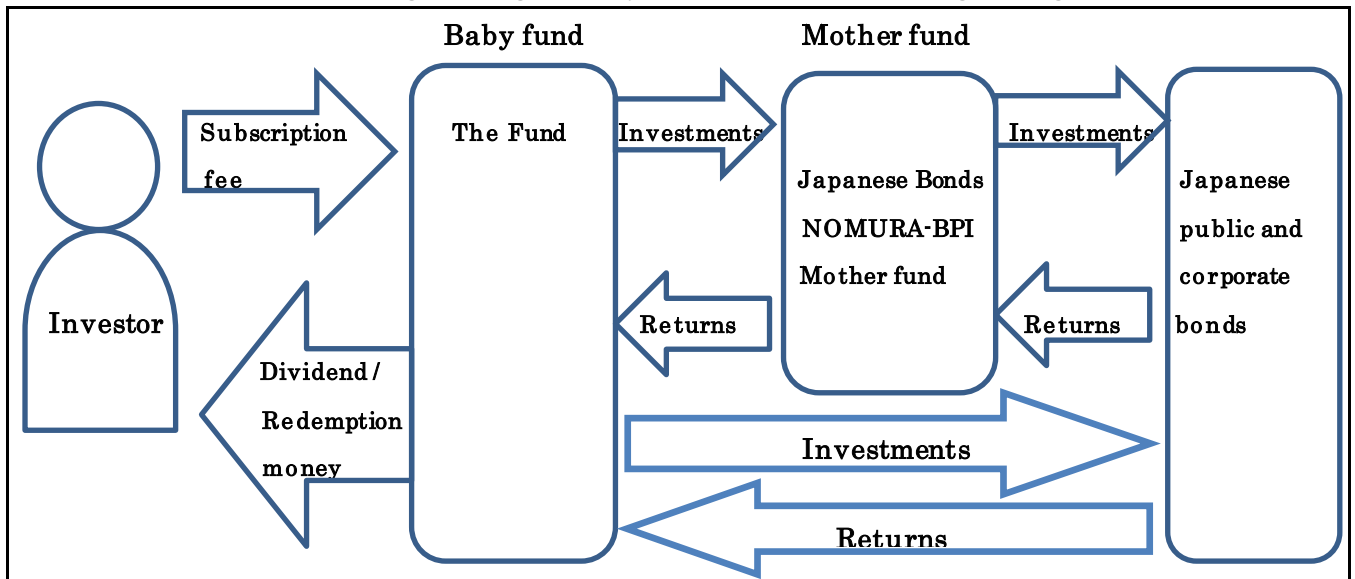 Baby fund
Mother fund
Subscription
fee
The Fund
Investments
Investments
Japanese Bonds
NOMURA-BPI
Mother fund
Japanese
public and
corporate
bonds
Investor
Returns
Returns
Dividend /
Redemption
money
Investments
Returns